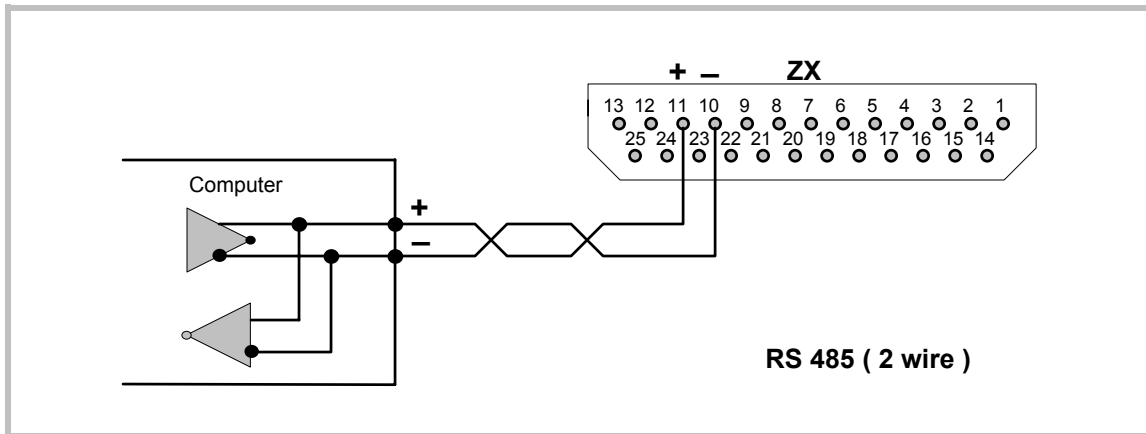 + – ZX
13 12 11 10 9 8 7 6 5 4 3 2 1
25 24 23 22 21 20 19 18 17 16 15 14
Computer
+
–
RS 485 ( 2 wire )